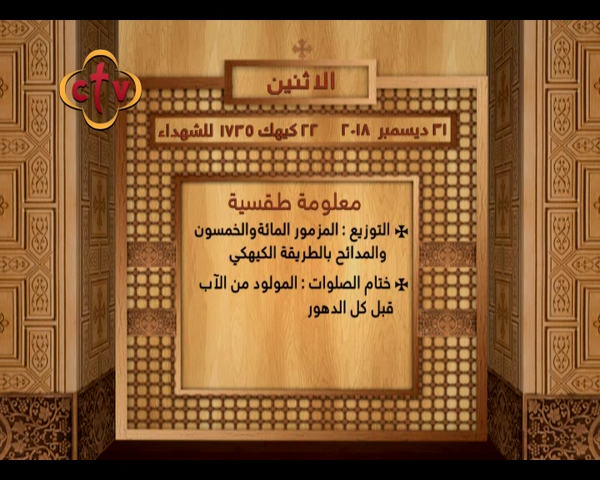 ctv
الاثنين
٣١ ديسمبر ٢٠١٨ ٢٢ كيهك ١٧٣٥ للشهداء
معلومة طقسية
التوزيع : المزمور المائة والخمسون
والمدائح بالطريقة الكيهكي
ختام الصلوات : المولود من الآب
قبل كل الدهور